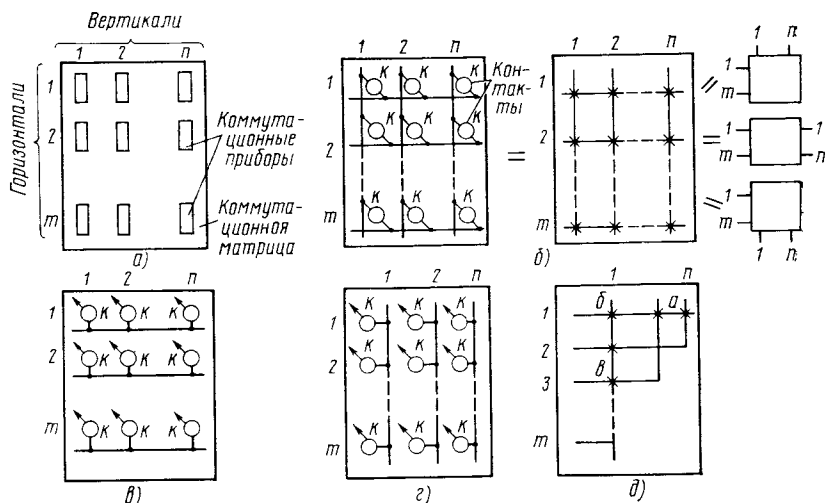 Вертикали
1 2 n
Горизонтали
1
2
m
Коммута-
ционные
приборы
Коммута-
ционная
матрица
а)
1 2 n
1 К К К
2 К К К
m К К К
Кон-
так-
ты
=
1 2 n
1
2
m
б)
=
1 n
1
m
=
1 1
m n
=
1
m
1 n
1 2 n
1 К К К
2 К К К
m К К К
в)
1 2 n
1 К К К
2 К К К
m К К К
г)
1 n
1 б а
2
3 в
m
д)